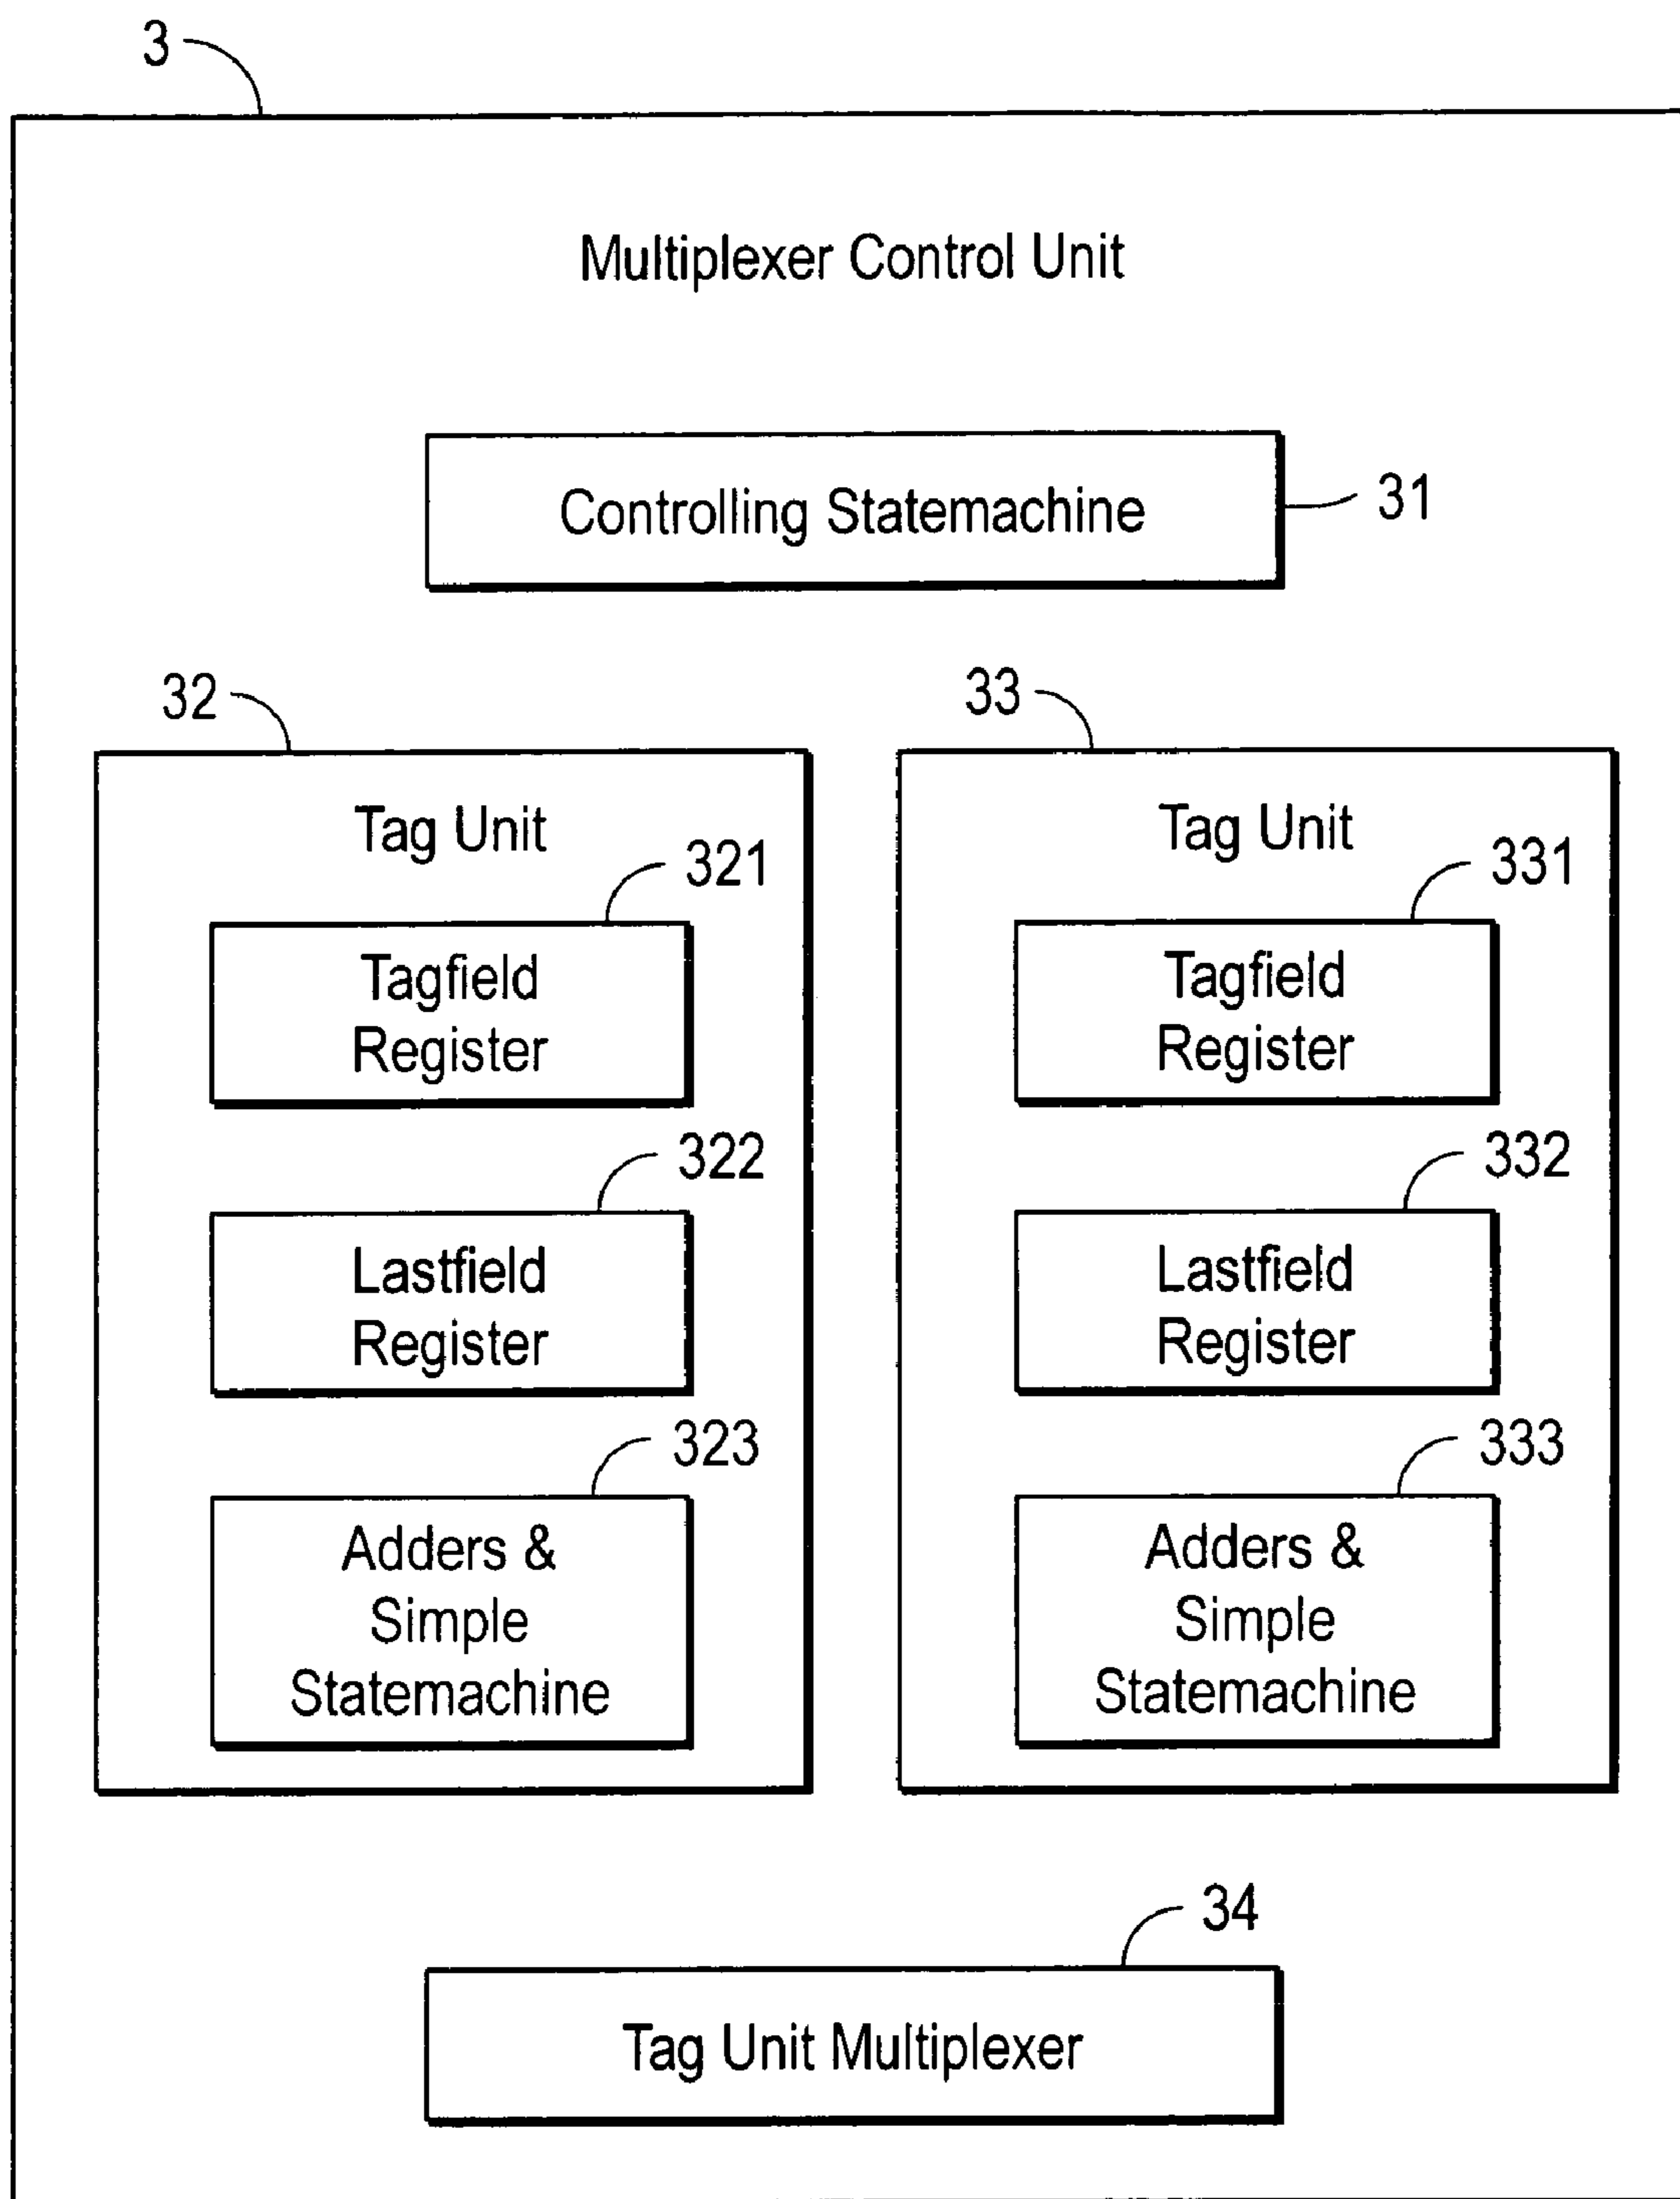 3
Multiplexer Control Unit
Controlling Statemachine
31
32
Tag Unit
321
Tagfield
Register
322
Lastfield
Register
323
Adders &
Simple
Statemachine
33
Tag Unit
331
Tagfield
Register
332
Lastfield
Register
333
Adders &
Simple
Statemachine
34
Tag Unit Multiplexer